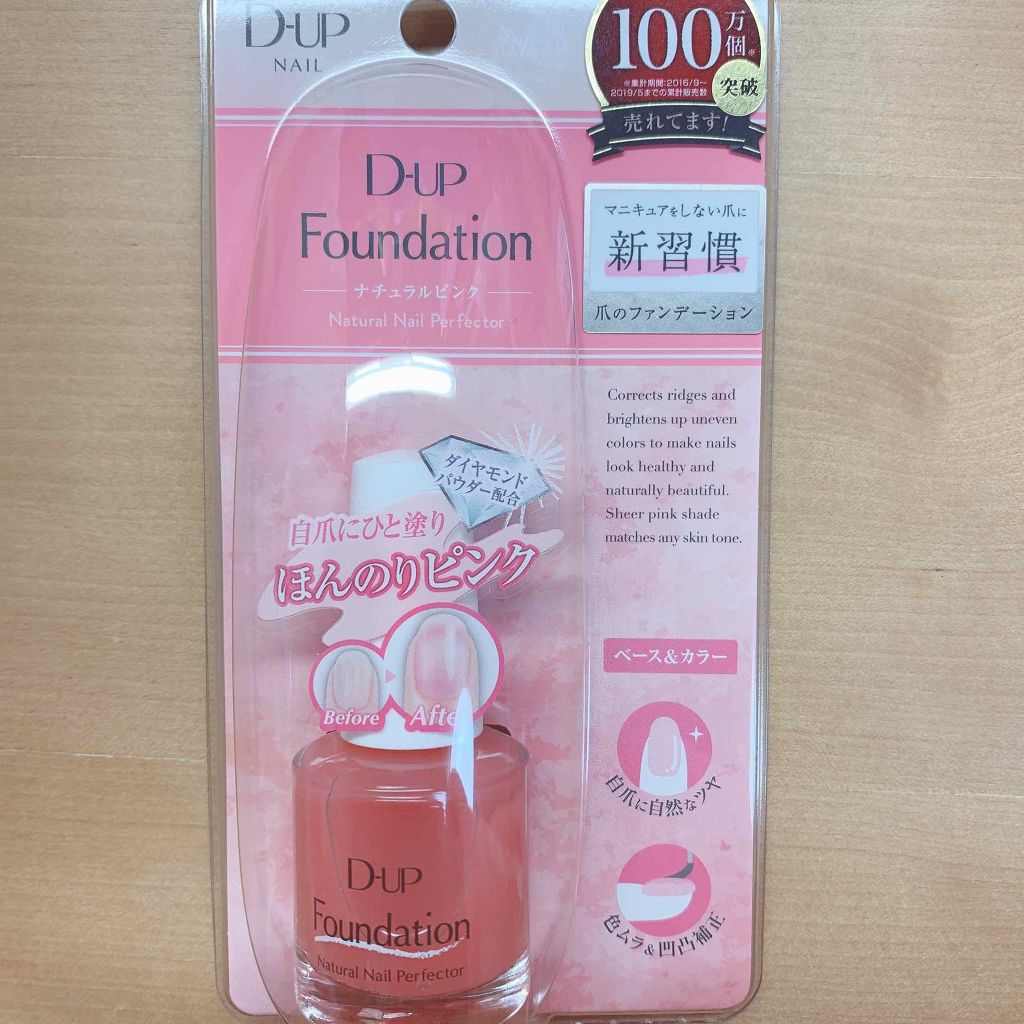 D-UP
NAIL
100万個※
突破
※集計期間:2016/9~
2019/5までの累計販売数
売れてます!
D-UP
Foundation
ナチュラルピンク
Natural Nail Perfector
マニキュアをしない爪に
新習慣
爪のファンデーション
Corrects ridges and
brightens up uneven
colors to make nails
look healthy and
naturally beautiful.
Sheer pink shade
matches any skin tone.
ダイヤモンド
パウダー配合
自爪にひと塗り
ほんのりピンク
Before
After
ベース&カラー
自爪に自然なツヤ
色ムラ&凹凸補正
D-UP
Foundation
Natural Nail Perfector